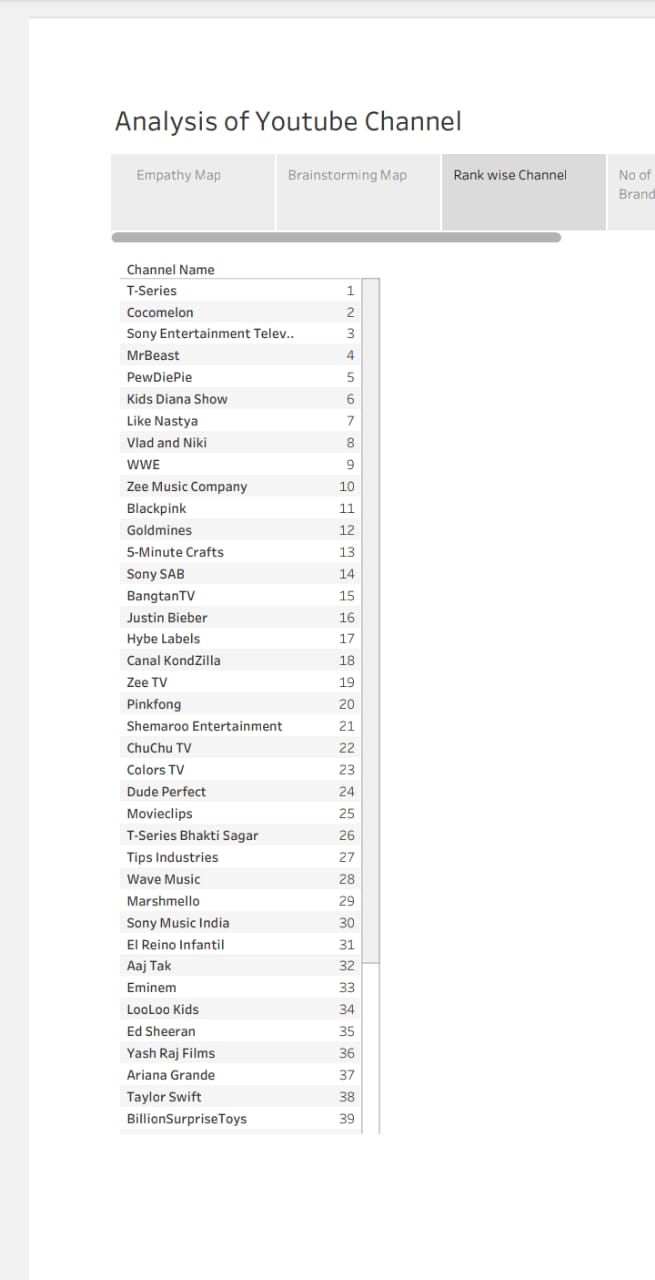 Analysis of Youtube Channel
Empathy Map
Brainstorming Map
Rank wise Channel
No of
Brand
Channel Name
T-Series 1
Cocomelon 2
Sony Entertainment Telev.. 3
MrBeast 4
PewDiePie 5
Kids Diana Show 6
Like Nastya 7
Vlad and Niki 8
WWE 9
Zee Music Company 10
Blackpink 11
Goldmines 12
5-Minute Crafts 13
Sony SAB 14
BangtanTV 15
Justin Bieber 16
Hybe Labels 17
Canal KondZilla 18
Zee TV 19
Pinkfong 20
Shemaroo Entertainment 21
ChuChu TV 22
Colors TV 23
Dude Perfect 24
Movieclips 25
T-Series Bhakti Sagar 26
Tips Industries 27
Wave Music 28
Marshmello 29
Sony Music India 30
El Reino Infantil 31
Aaj Tak 32
Eminem 33
LooLoo Kids 34
Ed Sheeran 35
Yash Raj Films 36
Ariana Grande 37
Taylor Swift 38
BillionSurpriseToys 39